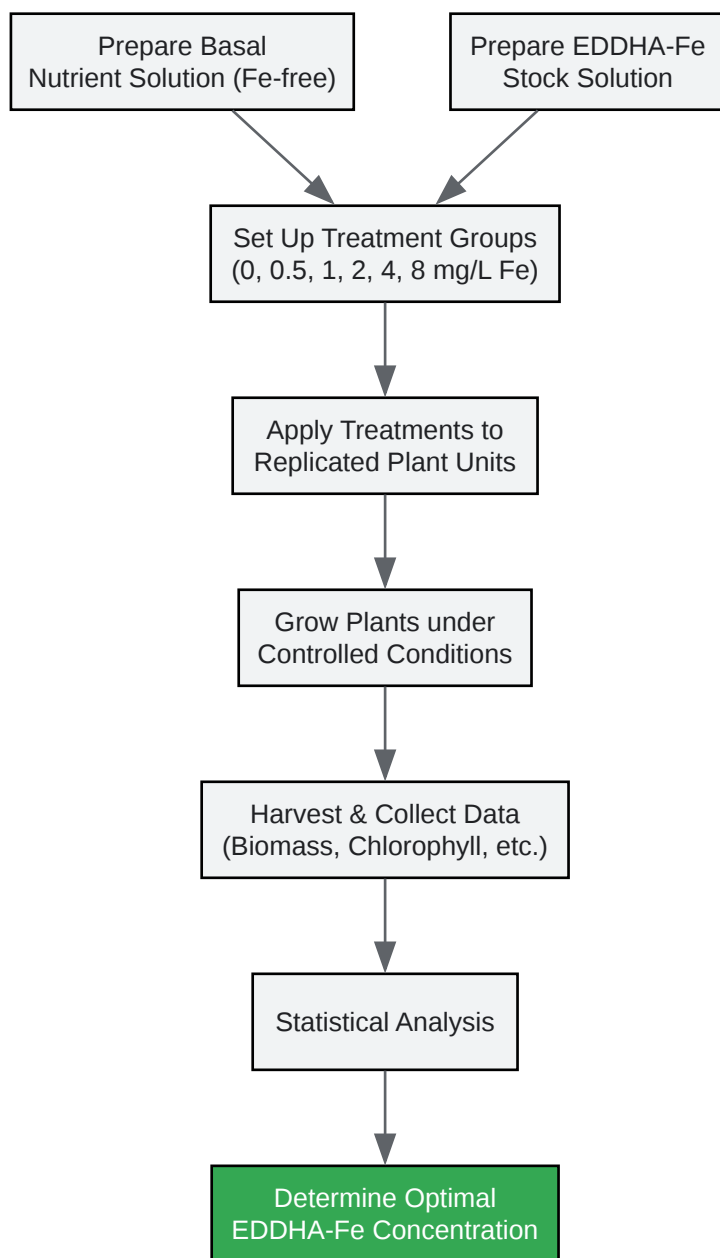 Prepare Basal
Nutrient Solution (Fe-free)
Prepare EDDHA-Fe
Stock Solution
Set Up Treatment Groups
(0, 0.5, 1, 2, 4, 8 mg/L Fe)
Apply Treatments to
Replicated Plant Units
Grow Plants under
Controlled Conditions
Harvest & Collect Data
(Biomass, Chlorophyll, etc.)
Statistical Analysis
Determine Optimal
EDDHA-Fe Concentration